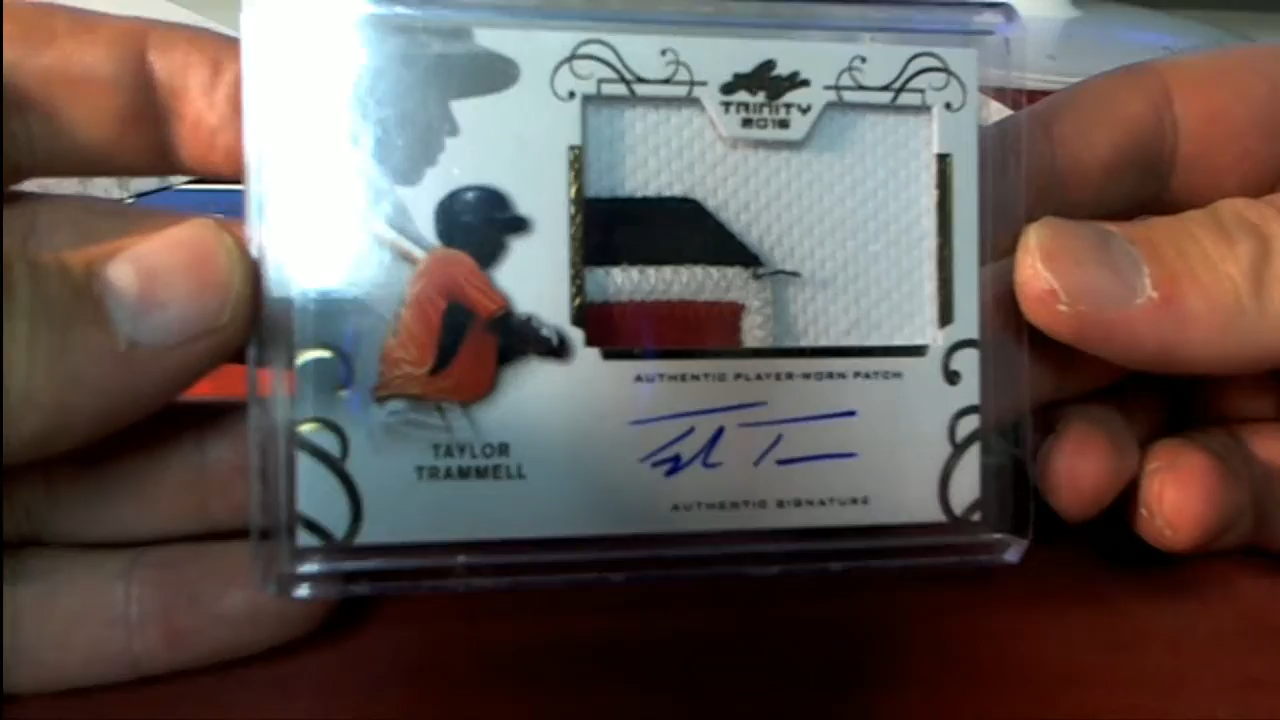 Leaf
TRINITY
2016
AUTHENTIC PLAYER-WORN PATCH
TAYLOR
TRAMMELL
AUTHENTIC SIGNATURE